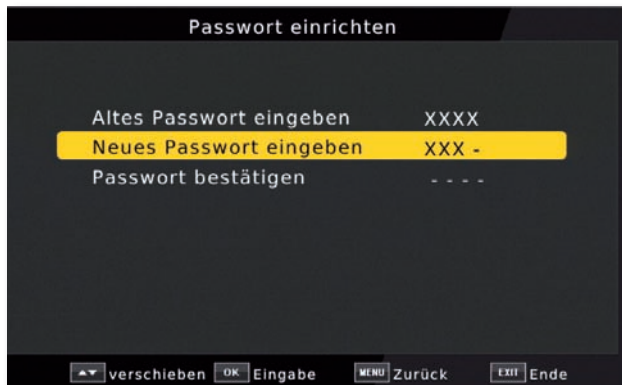 Passwort einrichten
Altes Passwort eingeben XXXX
Neues Passwort eingeben XXX -
Passwort bestätigen - - - -
▲▼ verschieben OK Eingabe MENU Zurück EXIT Ende